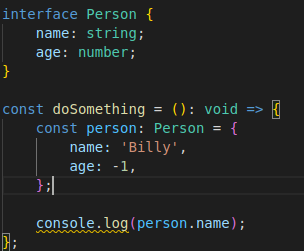 interface Person {
    name: string;
    age: number;
}

const doSomething = (): void => {
    const person: Person = {
        name: 'Billy',
        age: -1,
    };

    console.log(person.name);
};